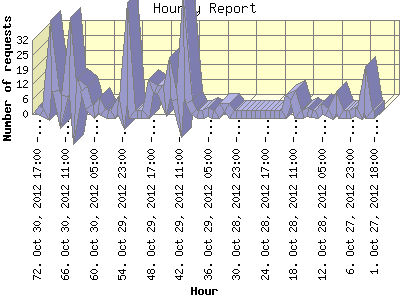 Hourly Report
Number of requests
32
25
19
12
6
0
72. Oct 30, 2012 17:00 -...
66. Oct 30, 2012 11:00 -...
60. Oct 30, 2012 05:00 -...
54. Oct 29, 2012 23:00 -...
48. Oct 29, 2012 17:00 -...
42. Oct 29, 2012 11:00 -...
36. Oct 29, 2012 05:00 -...
30. Oct 28, 2012 23:00 -...
24. Oct 28, 2012 17:00 -...
18. Oct 28, 2012 11:00 -...
12. Oct 28, 2012 05:00 -...
6. Oct 27, 2012 23:00 -...
1. Oct 27, 2012 18:00 -...
Hour